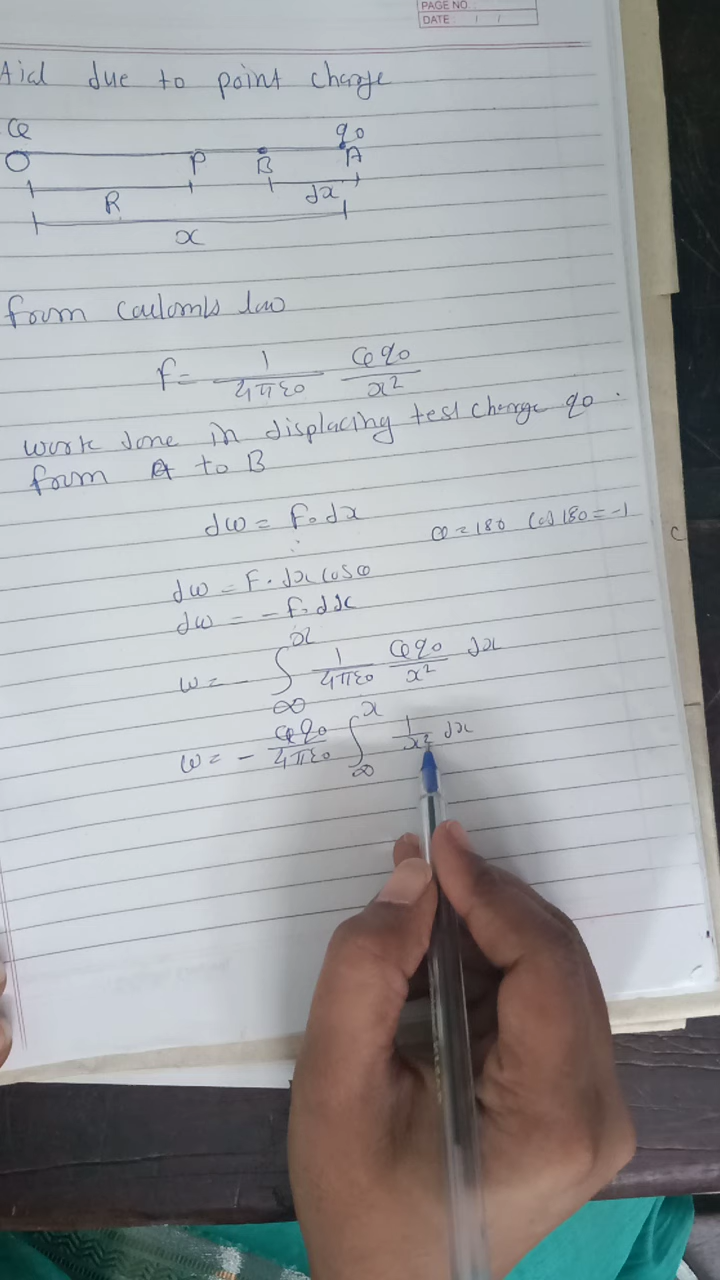 PAGE NO.
DATE / /
due to point charge
Q q0
O P B A
R dx
x
from Coulombs law
F = 1/4πε0 Qq0/x²
work done in displacing test charge q0
from A to B
dw = F.dx
θ = 180 Cos 180 = -1
dw = F.dx cosθ
dw = - F.dx
w = - ∫∞^x 1/4πε0 Qq0/x² dx
w = - Qq0/4πε0 ∫∞^x 1/x² dx